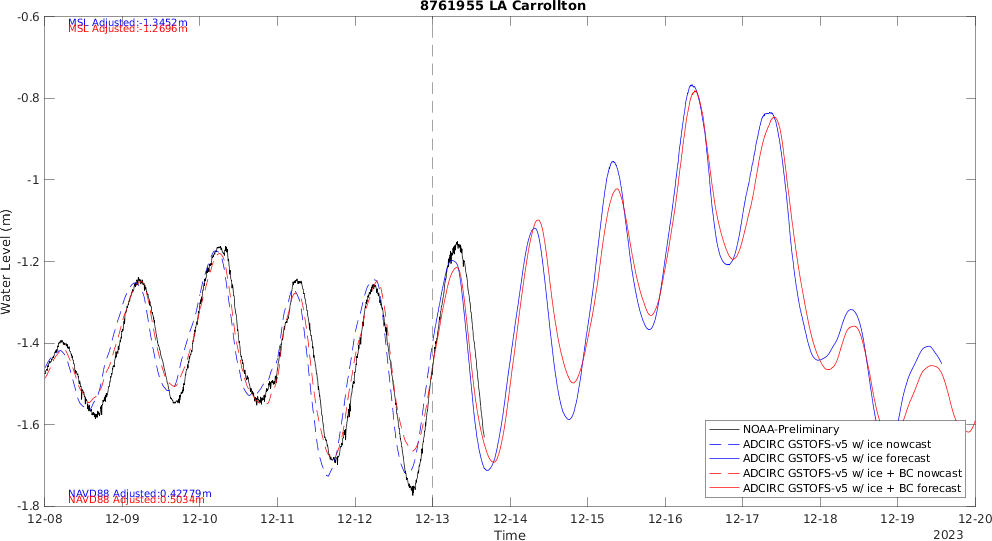 8761955 LA Carrollton
MSL Adjusted:-1.3452m
MSL Adjusted:-1.2696m
-0.6
-0.8
-1
-1.2
-1.4
-1.6
-1.8
Water Level (m)
NAVD88 Adjusted:0.42779m
NAVD88 Adjusted:0.5034m
NOAA-Preliminary
ADCIRC GSTOFS-v5 w/ ice nowcast
ADCIRC GSTOFS-v5 w/ ice forecast
ADCIRC GSTOFS-v5 w/ ice + BC nowcast
ADCIRC GSTOFS-v5 w/ ice + BC forecast
12-08 12-09 12-10 12-11 12-12 12-13 12-14 12-15 12-16 12-17 12-18 12-19 12-20
Time
2023